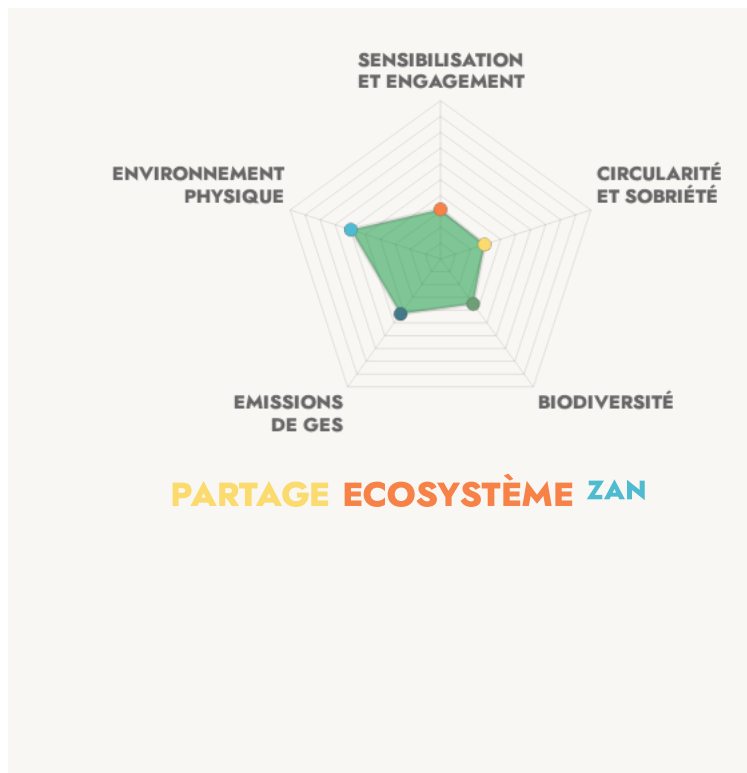 SENSIBILISATION
ET ENGAGEMENT
ENVIRONNEMENT
PHYSIQUE
CIRCULARITÉ
ET SOBRIÉTÉ
EMISSIONS
DE GES
BIODIVERSITÉ
PARTAGE ECOSYSTÈME ZAN